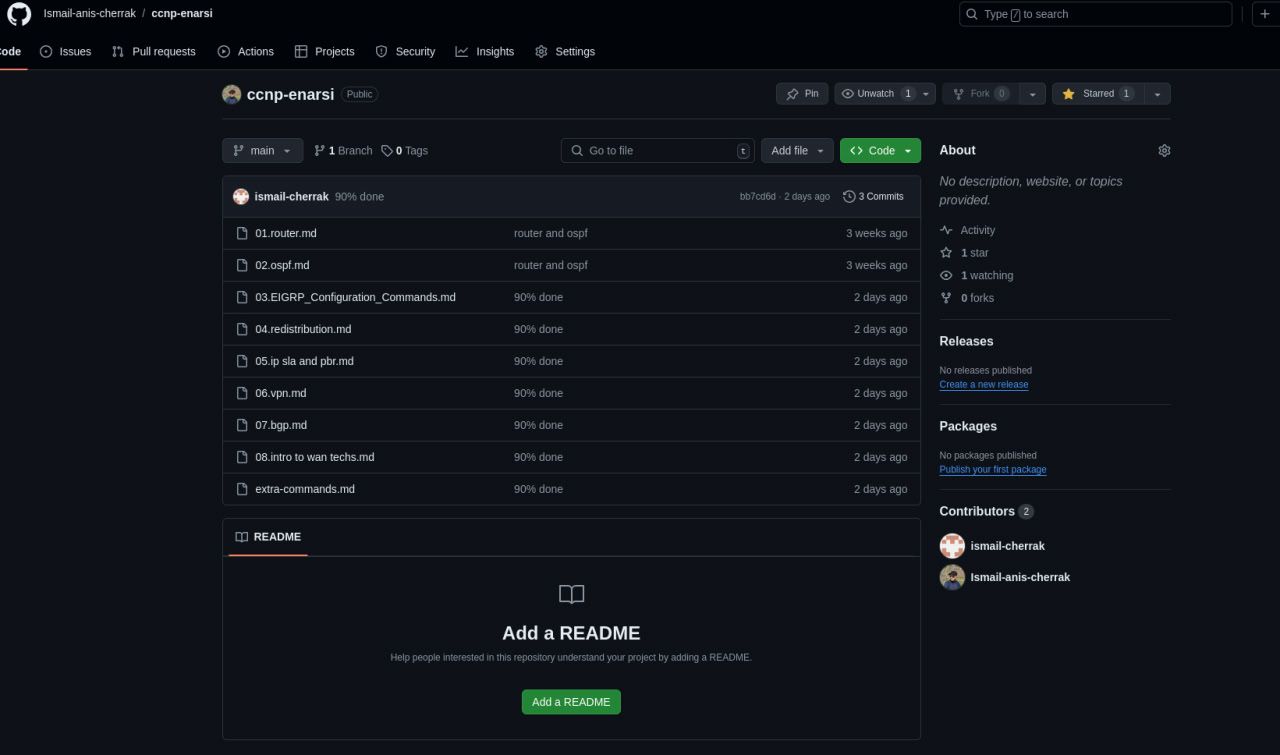 Ismail-anis-cherrak / ccnp-enarsi
Type / to search
Code Issues Pull requests Actions Projects Security Insights Settings
ccnp-enarsi Public
Pin Unwatch 1 Fork 0 Starred 1
main 1 Branch 0 Tags Go to file t Add file Code
ismail-cherrak 90% done bb7cd6d · 2 days ago 3 Commits
01.router.md router and ospf 3 weeks ago
02.ospf.md router and ospf 3 weeks ago
03.EIGRP_Configuration_Commands.md 90% done 2 days ago
04.redistribution.md 90% done 2 days ago
05.ip sla and pbr.md 90% done 2 days ago
06.vpn.md 90% done 2 days ago
07.bgp.md 90% done 2 days ago
08.intro to wan techs.md 90% done 2 days ago
extra-commands.md 90% done 2 days ago
README
Add a README
Help people interested in this repository understand your project by adding a README.
Add a README
About
No description, website, or topics
provided.
Activity
1 star
1 watching
0 forks
Releases
No releases published
Create a new release
Packages
No packages published
Publish your first package
Contributors 2
ismail-cherrak
Ismail-anis-cherrak